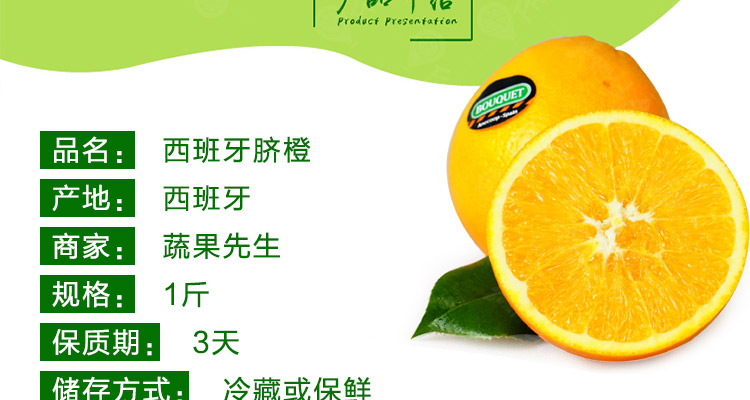 Product Presentation
BOUQUET
Anecoop-Spain
品名： 西班牙脐橙
产地： 西班牙
商家： 蔬果先生
规格： 1斤
保质期： 3天
储存方式： 冷藏或保鲜